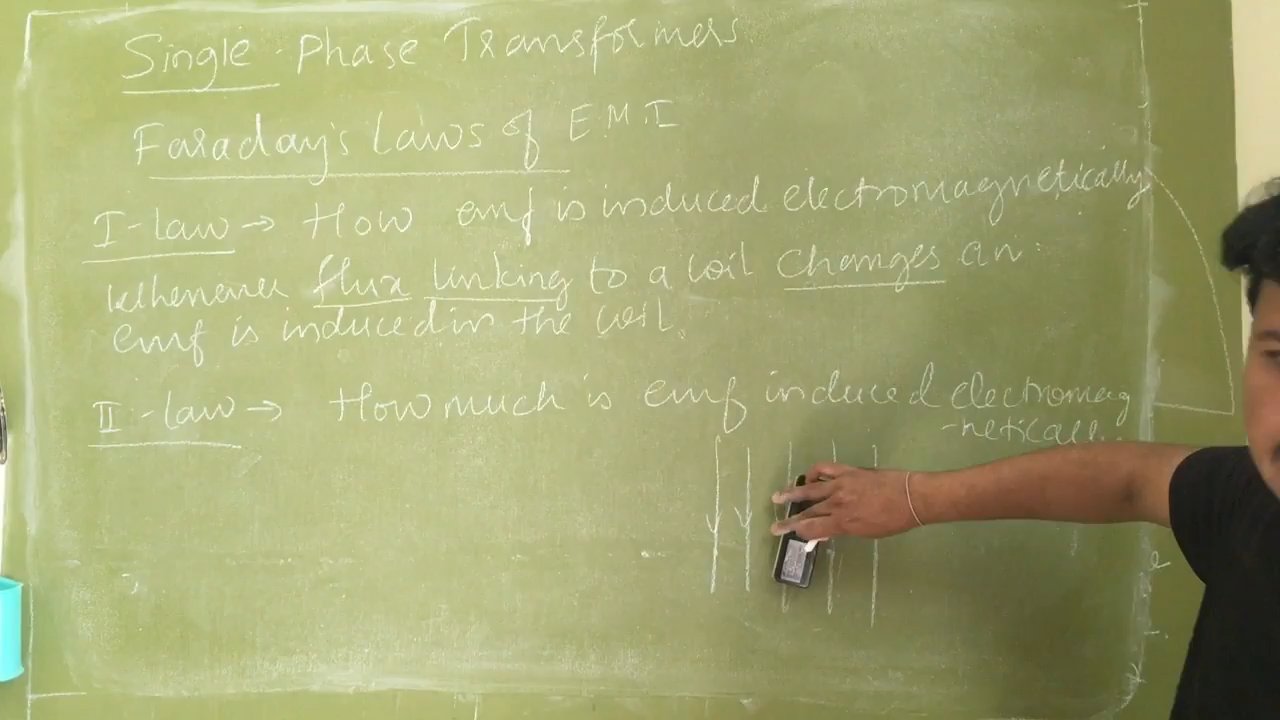 Single-Phase Transformers.
Faraday's Laws of E.M.I
I-law → How emf is induced electromagnetically
Whenever flux linking to a coil changes an
emf is induced in the coil.
II-law → How much is emf induced electromag
-netically